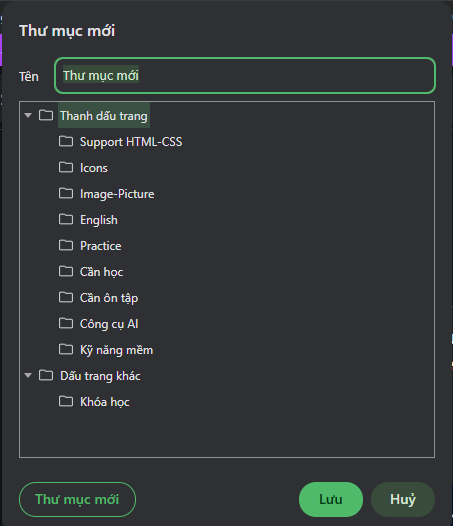 Thư mục mới
Tên Thư mục mới
Thanh dấu trang
Support HTML-CSS
Icons
Image-Picture
English
Practice
Cần học
Cần ôn tập
Công cụ AI
Kỹ năng mềm
Dấu trang khác
Khóa học
Thư mục mới Lưu Huỷ